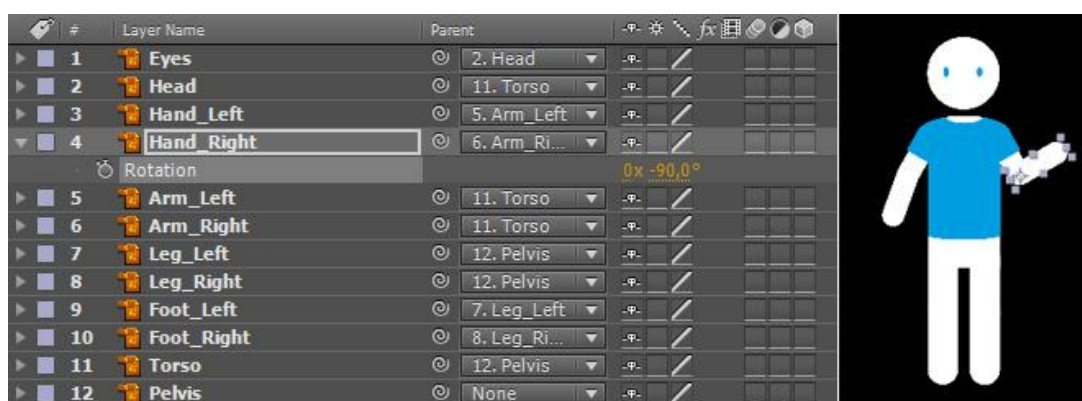 # Layer Name Parent fx
1 Eyes 2. Head
2 Head 11. Torso
3 Hand_Left 5. Arm_Left
4 Hand_Right 6. Arm_Ri...
Rotation 0x -90,0°
5 Arm_Left 11. Torso
6 Arm_Right 11. Torso
7 Leg_Left 12. Pelvis
8 Leg_Right 12. Pelvis
9 Foot_Left 7. Leg_Left
10 Foot_Right 8. Leg_Ri...
11 Torso 12. Pelvis
12 Pelvis None